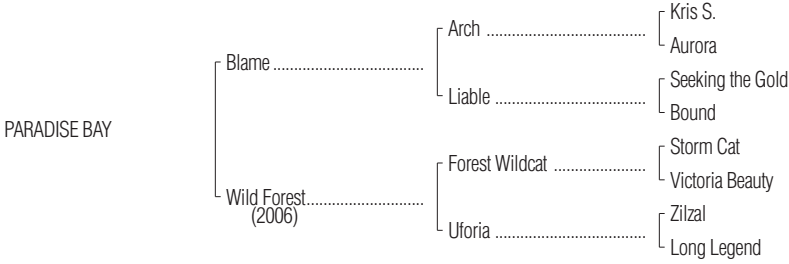 Kris S.
Arch ........................................
Aurora
Blame ......................................
Seeking the Gold
Liable ......................................
Bound
PARADISE BAY
Storm Cat
Forest Wildcat ........................
Victoria Beauty
Wild Forest..............................
(2006)
Zilzal
Uforia ......................................
Long Legend